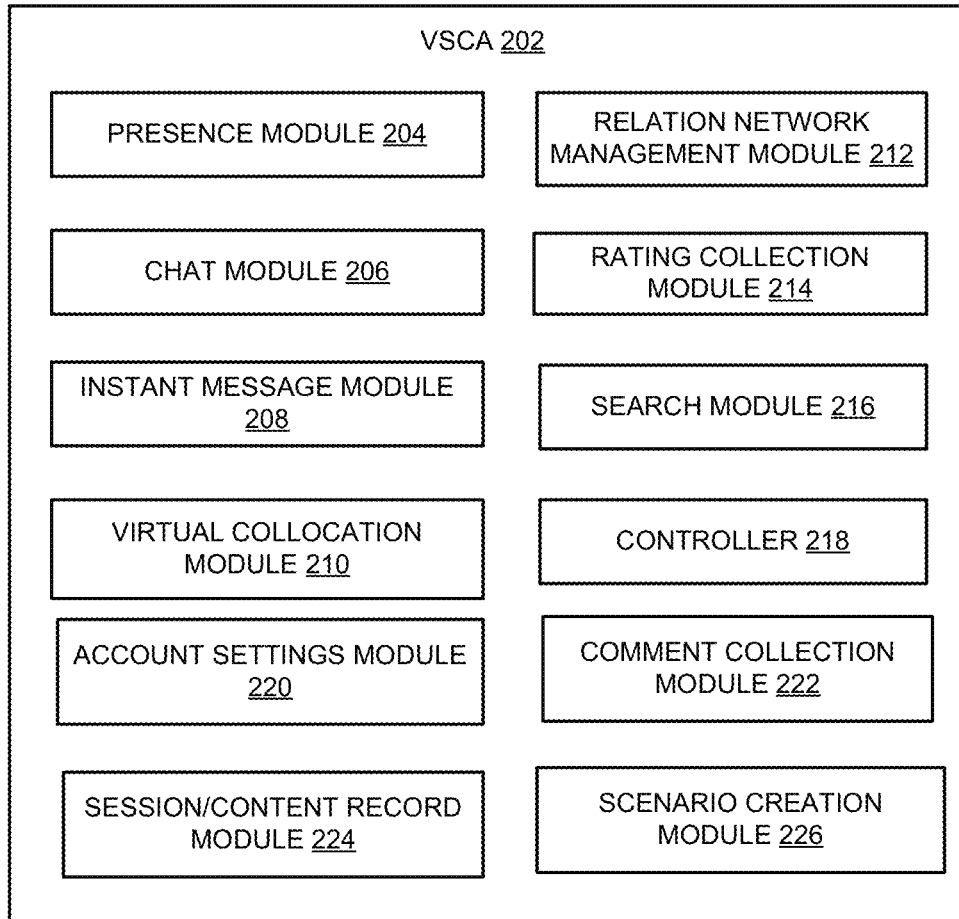 VSCA 202
PRESENCE MODULE 204
RELATION NETWORK
MANAGEMENT MODULE 212
CHAT MODULE 206
RATING COLLECTION
MODULE 214
INSTANT MESSAGE MODULE
208
SEARCH MODULE 216
VIRTUAL COLLOCATION
MODULE 210
CONTROLLER 218
ACCOUNT SETTINGS MODULE
220
COMMENT COLLECTION
MODULE 222
SESSION/CONTENT RECORD
MODULE 224
SCENARIO CREATION
MODULE 226